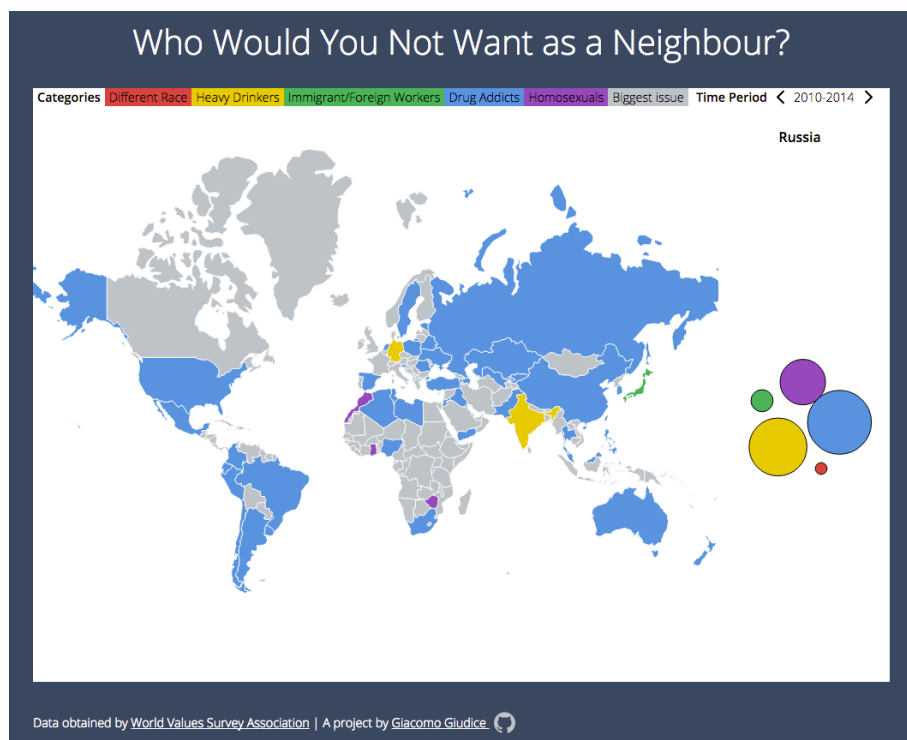 Who Would You Not Want as a Neighbour?
Categories Different Race Heavy Drinkers Immigrant/Foreign Workers Drug Addicts Homosexuals Biggest issue Time Period 2010-2014
Russia
Data obtained by World Values Survey Association | A project by Giacomo Giudice